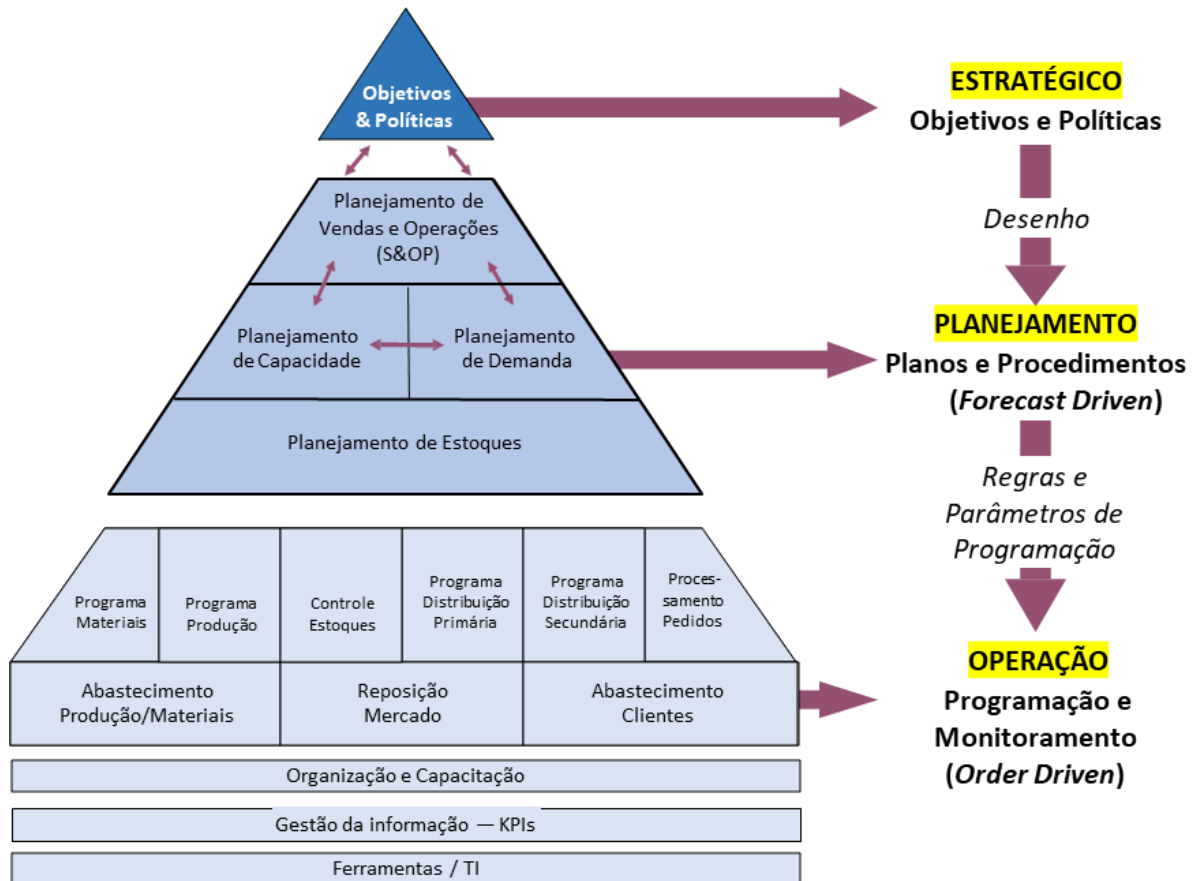 Objetivos
& Políticas
Planejamento de
Vendas e Operações
(S&OP)
Planejamento
de Capacidade
Planejamento
de Demanda
Planejamento de Estoques
Programa
Materiais
Programa
Produção
Controle
Estoques
Programa
Distribuição
Primária
Programa
Distribuição
Secundária
Proces-
samento
Pedidos
Abastecimento
Produção/Materiais
Reposição
Mercado
Abastecimento
Clientes
Organização e Capacitação
Gestão da informação — KPIs
Ferramentas / TI
ESTRATÉGICO
Objetivos e Políticas
Desenho
PLANEJAMENTO
Planos e Procedimentos
(Forecast Driven)
Regras e
Parâmetros de
Programação
OPERAÇÃO
Programação e
Monitoramento
(Order Driven)